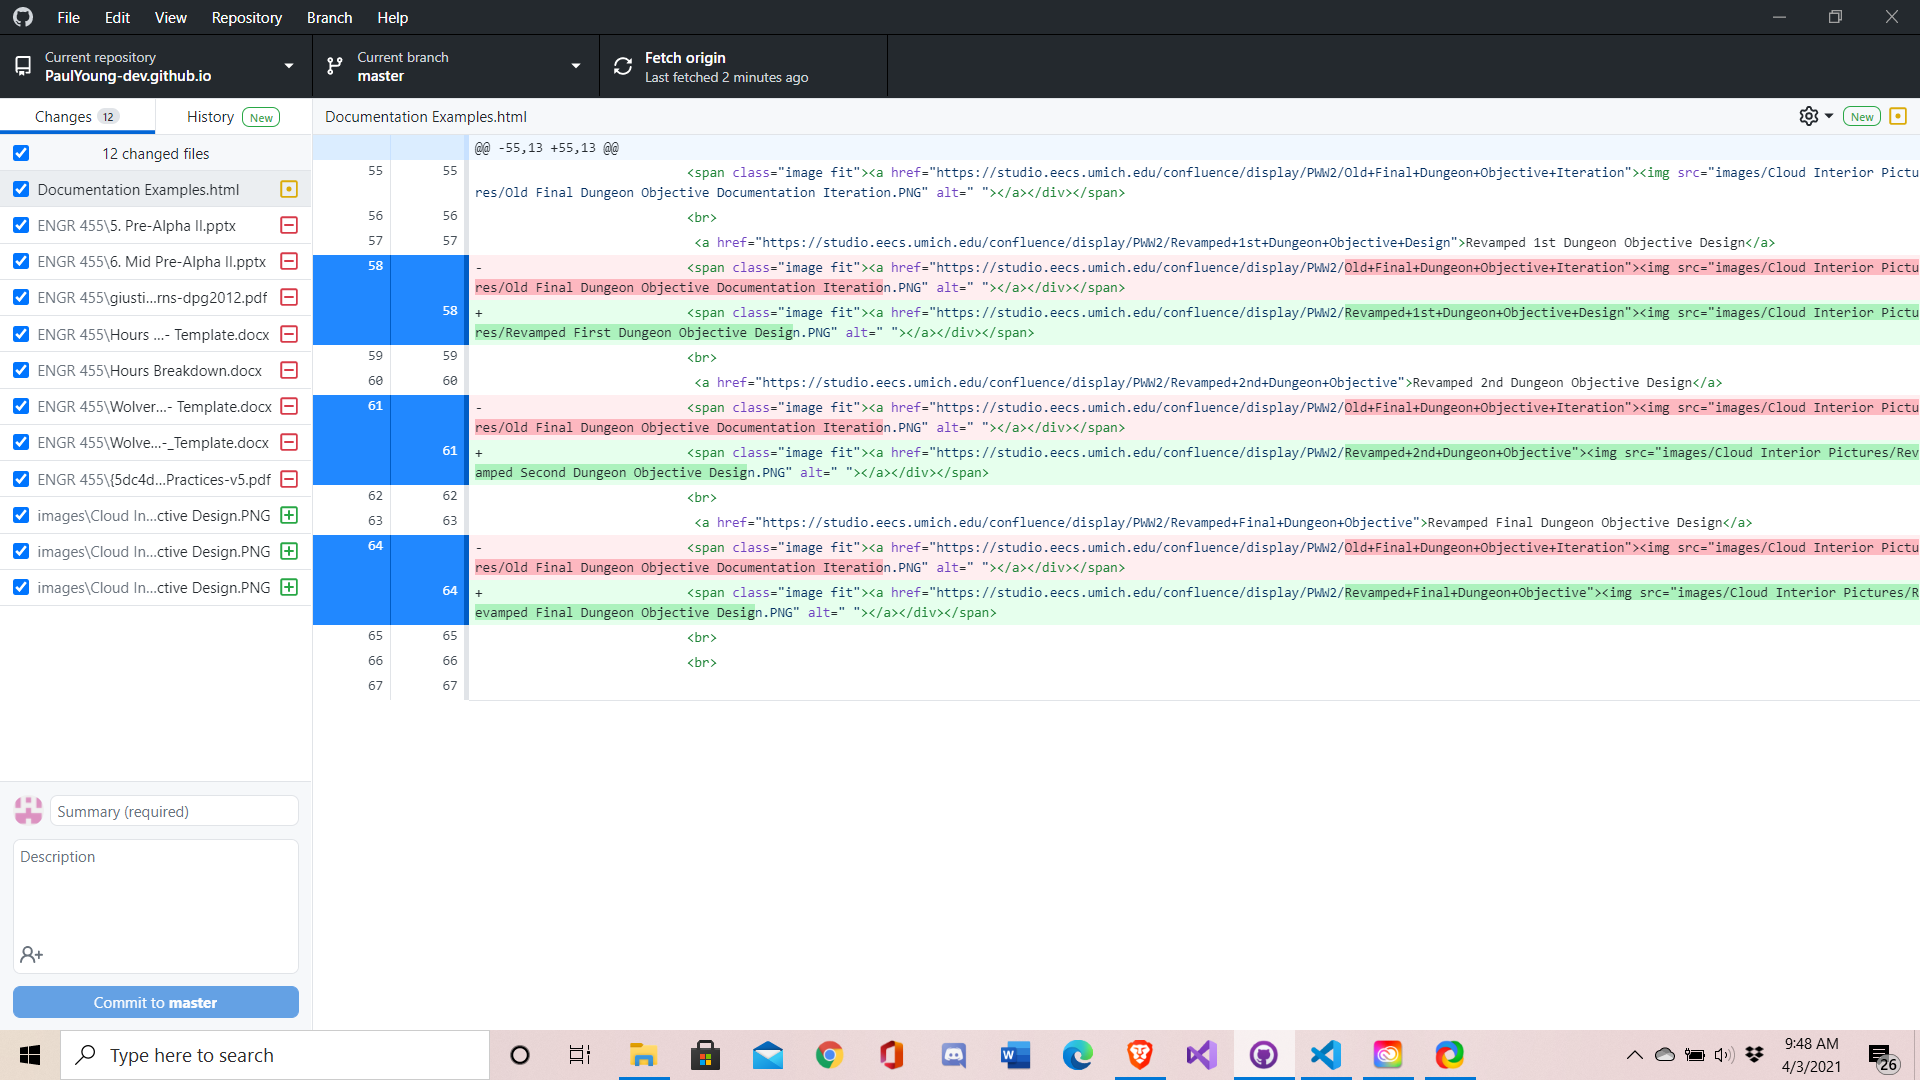 File Edit View Repository Branch Help
Current repository
PaulYoung-dev.github.io
Current branch
master
Fetch origin
Last fetched 2 minutes ago
Changes 12
History New
Documentation Examples.html
New
12 changed files
Documentation Examples.html
ENGR 455\5. Pre-Alpha II.pptx
ENGR 455\6. Mid Pre-Alpha II.pptx
ENGR 455\giusti...rns-dpg2012.pdf
ENGR 455\Hours ...- Template.docx
ENGR 455\Hours Breakdown.docx
ENGR 455\Wolver...- Template.docx
ENGR 455\Wolve...-_Template.docx
ENGR 455\{5dc4d...Practices-v5.pdf
images\Cloud In...ctive Design.PNG
images\Cloud In...ctive Design.PNG
images\Cloud In...ctive Design.PNG
@@ -55,13 +55,13 @@
55 55 <span class="image fit"><a href="https://studio.eecs.umich.edu/confluence/display/PWW2/Old+Final+Dungeon+Objective+Iteration"><img src="images/Cloud Interior Pictu
res/Old Final Dungeon Objective Documentation Iteration.PNG" alt=" "></a></div></span>
56 56 <br>
57 57 <a href="https://studio.eecs.umich.edu/confluence/display/PWW2/Revamped+1st+Dungeon+Objective+Design">Revamped 1st Dungeon Objective Design</a>
58 - <span class="image fit"><a href="https://studio.eecs.umich.edu/confluence/display/PWW2/Old+Final+Dungeon+Objective+Iteration"><img src="images/Cloud Interior Pictu
res/Old Final Dungeon Objective Documentation Iteration.PNG" alt=" "></a></div></span>
58 + <span class="image fit"><a href="https://studio.eecs.umich.edu/confluence/display/PWW2/Revamped+1st+Dungeon+Objective+Design"><img src="images/Cloud Interior Pictu
res/Revamped First Dungeon Objective Design.PNG" alt=" "></a></div></span>
59 59 <br>
60 60 <a href="https://studio.eecs.umich.edu/confluence/display/PWW2/Revamped+2nd+Dungeon+Objective">Revamped 2nd Dungeon Objective Design</a>
61 - <span class="image fit"><a href="https://studio.eecs.umich.edu/confluence/display/PWW2/Old+Final+Dungeon+Objective+Iteration"><img src="images/Cloud Interior Pictu
res/Old Final Dungeon Objective Documentation Iteration.PNG" alt=" "></a></div></span>
61 + <span class="image fit"><a href="https://studio.eecs.umich.edu/confluence/display/PWW2/Revamped+2nd+Dungeon+Objective"><img src="images/Cloud Interior Pictures/Rev
amped Second Dungeon Objective Design.PNG" alt=" "></a></div></span>
62 62 <br>
63 63 <a href="https://studio.eecs.umich.edu/confluence/display/PWW2/Revamped+Final+Dungeon+Objective">Revamped Final Dungeon Objective Design</a>
64 - <span class="image fit"><a href="https://studio.eecs.umich.edu/confluence/display/PWW2/Old+Final+Dungeon+Objective+Iteration"><img src="images/Cloud Interior Pictu
res/Old Final Dungeon Objective Documentation Iteration.PNG" alt=" "></a></div></span>
64 + <span class="image fit"><a href="https://studio.eecs.umich.edu/confluence/display/PWW2/Revamped+Final+Dungeon+Objective"><img src="images/Cloud Interior Pictures/R
evamped Final Dungeon Objective Design.PNG" alt=" "></a></div></span>
65 65 <br>
66 66 <br>
67 67
Summary (required)
Description
Commit to master
Type here to search
9:48 AM
4/3/2021
26